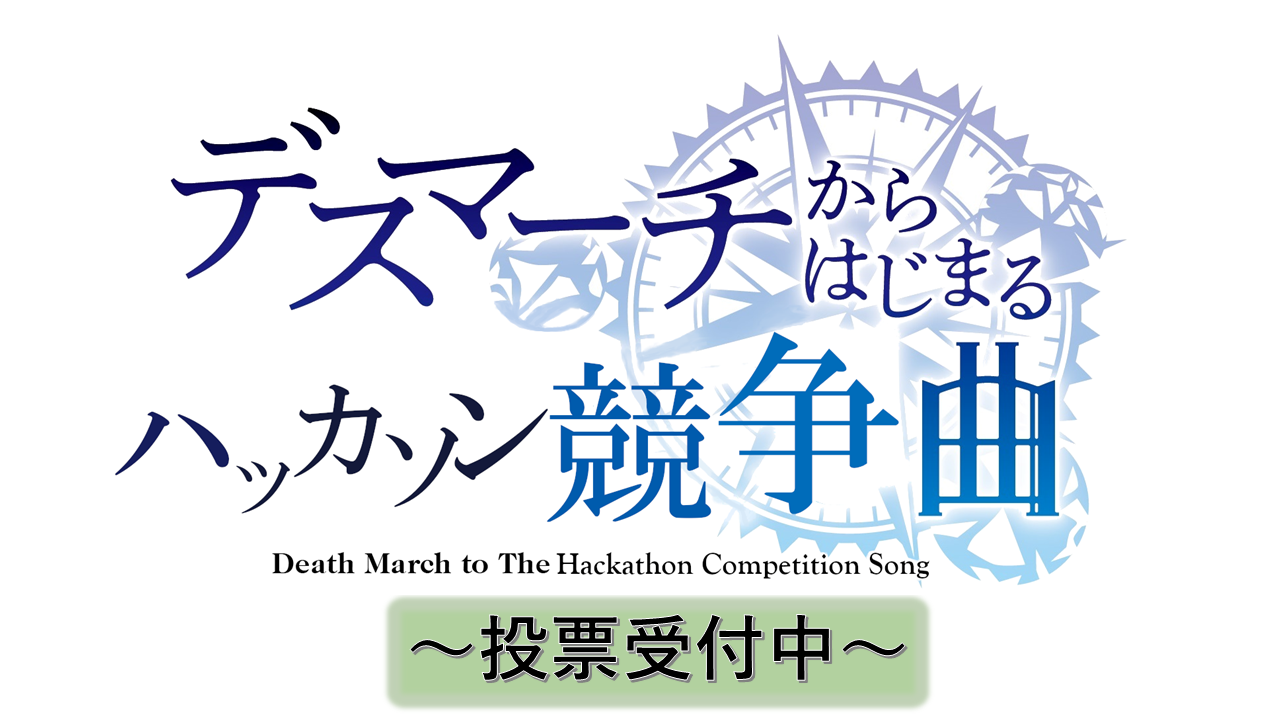 デスマーチから
はじまる
ハッカソン競争曲
Death March to The Hackathon Competition Song
～投票受付中～